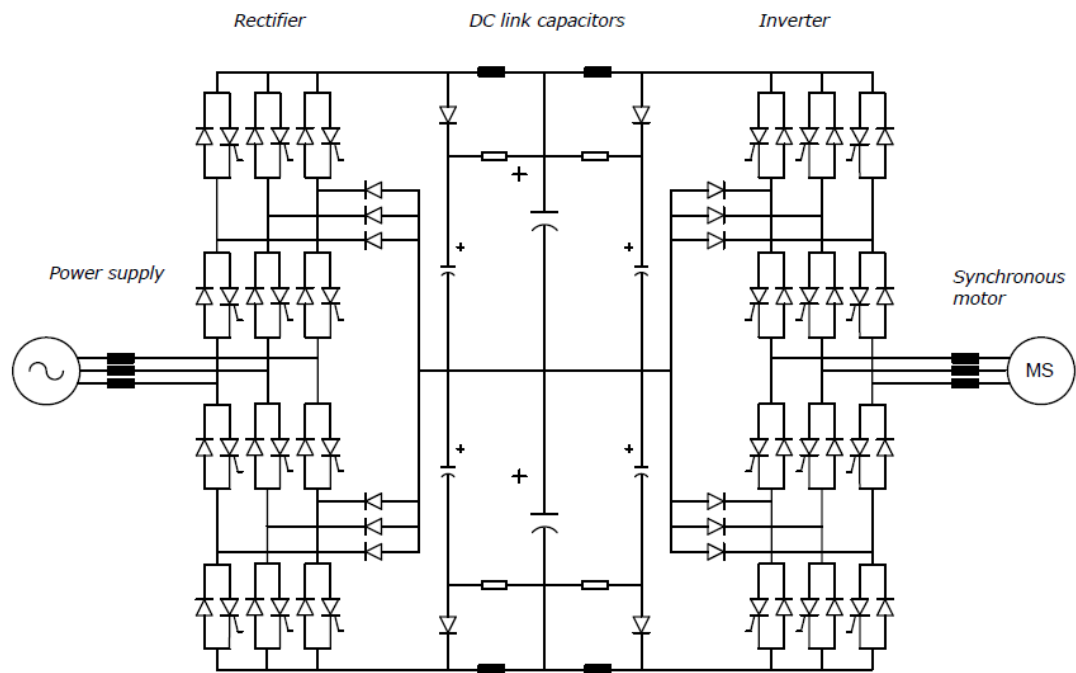 Rectifier
DC link capacitors
Inverter
Power supply
Synchronous
motor
MS